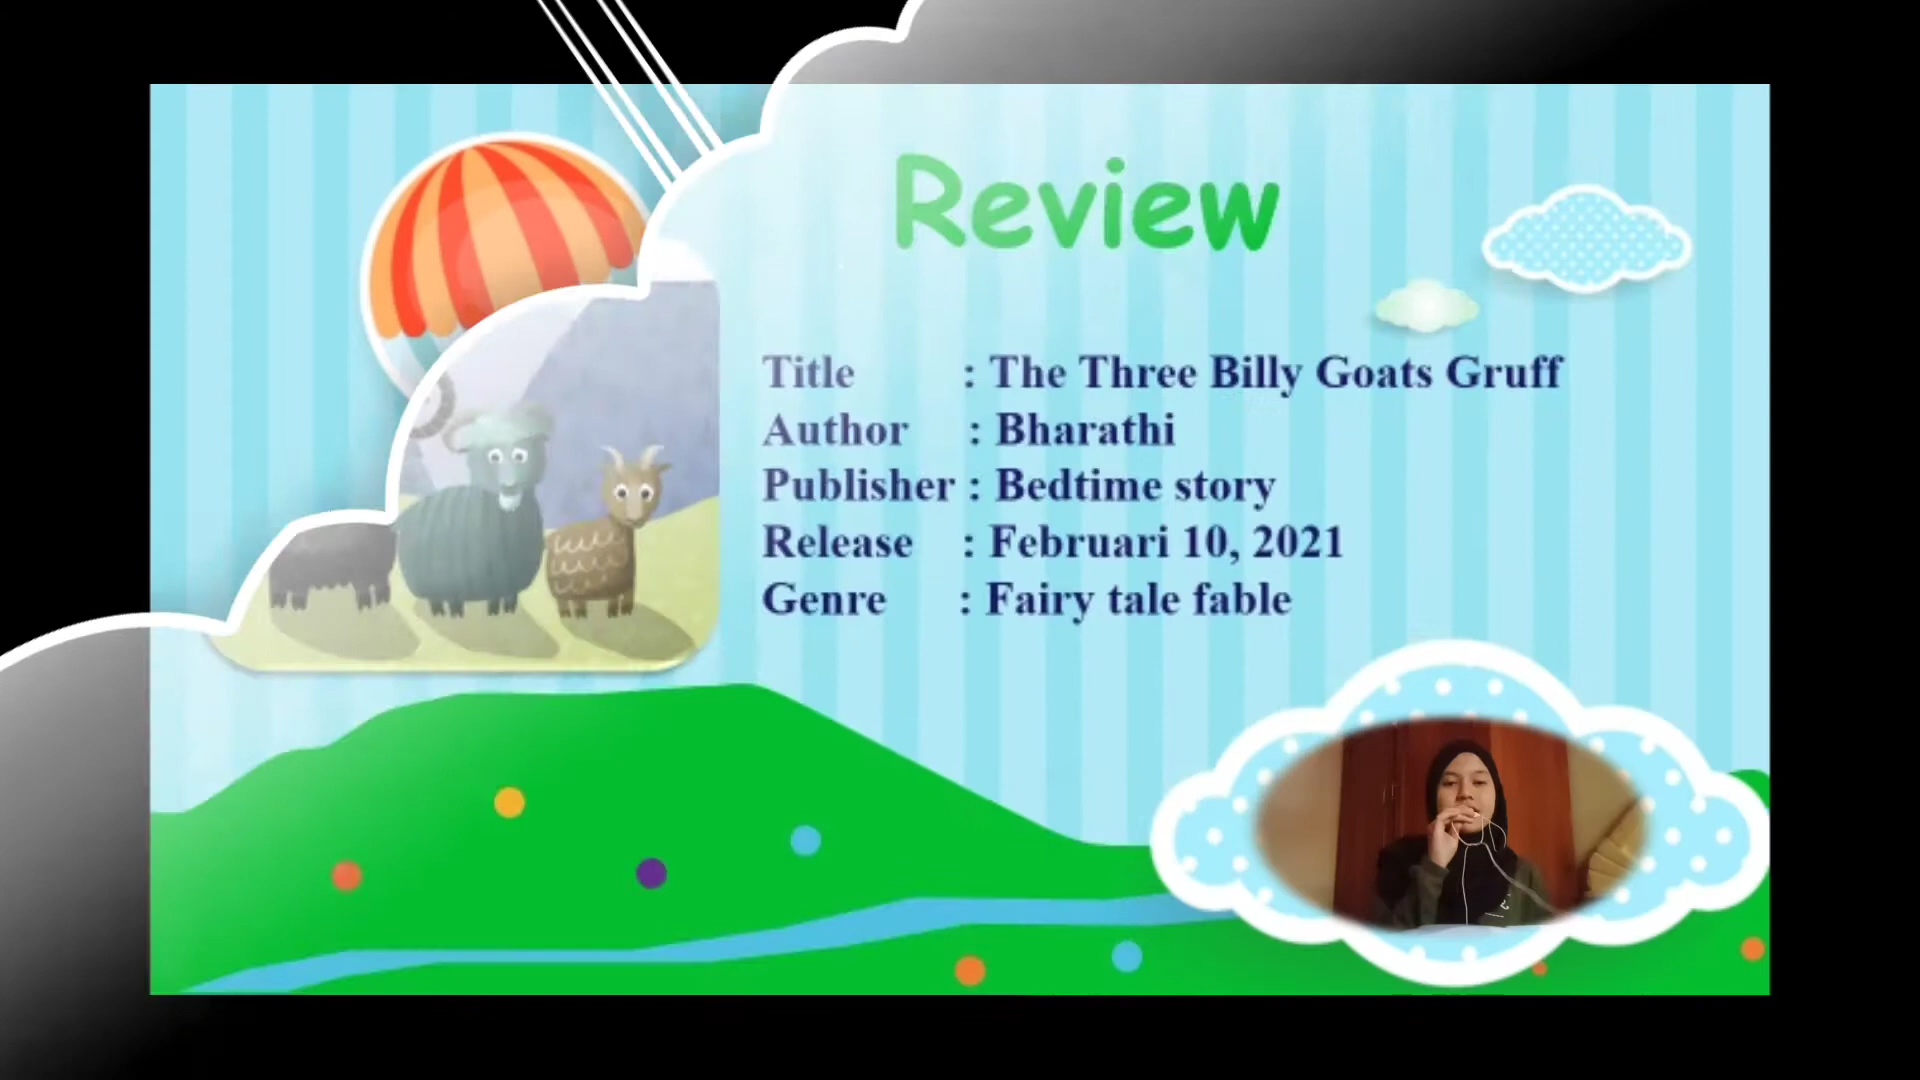 Review
Title : The Three Billy Goats Gruff
Author : Bharathi
Publisher : Bedtime story
Release : Februari 10, 2021
Genre : Fairy tale fable